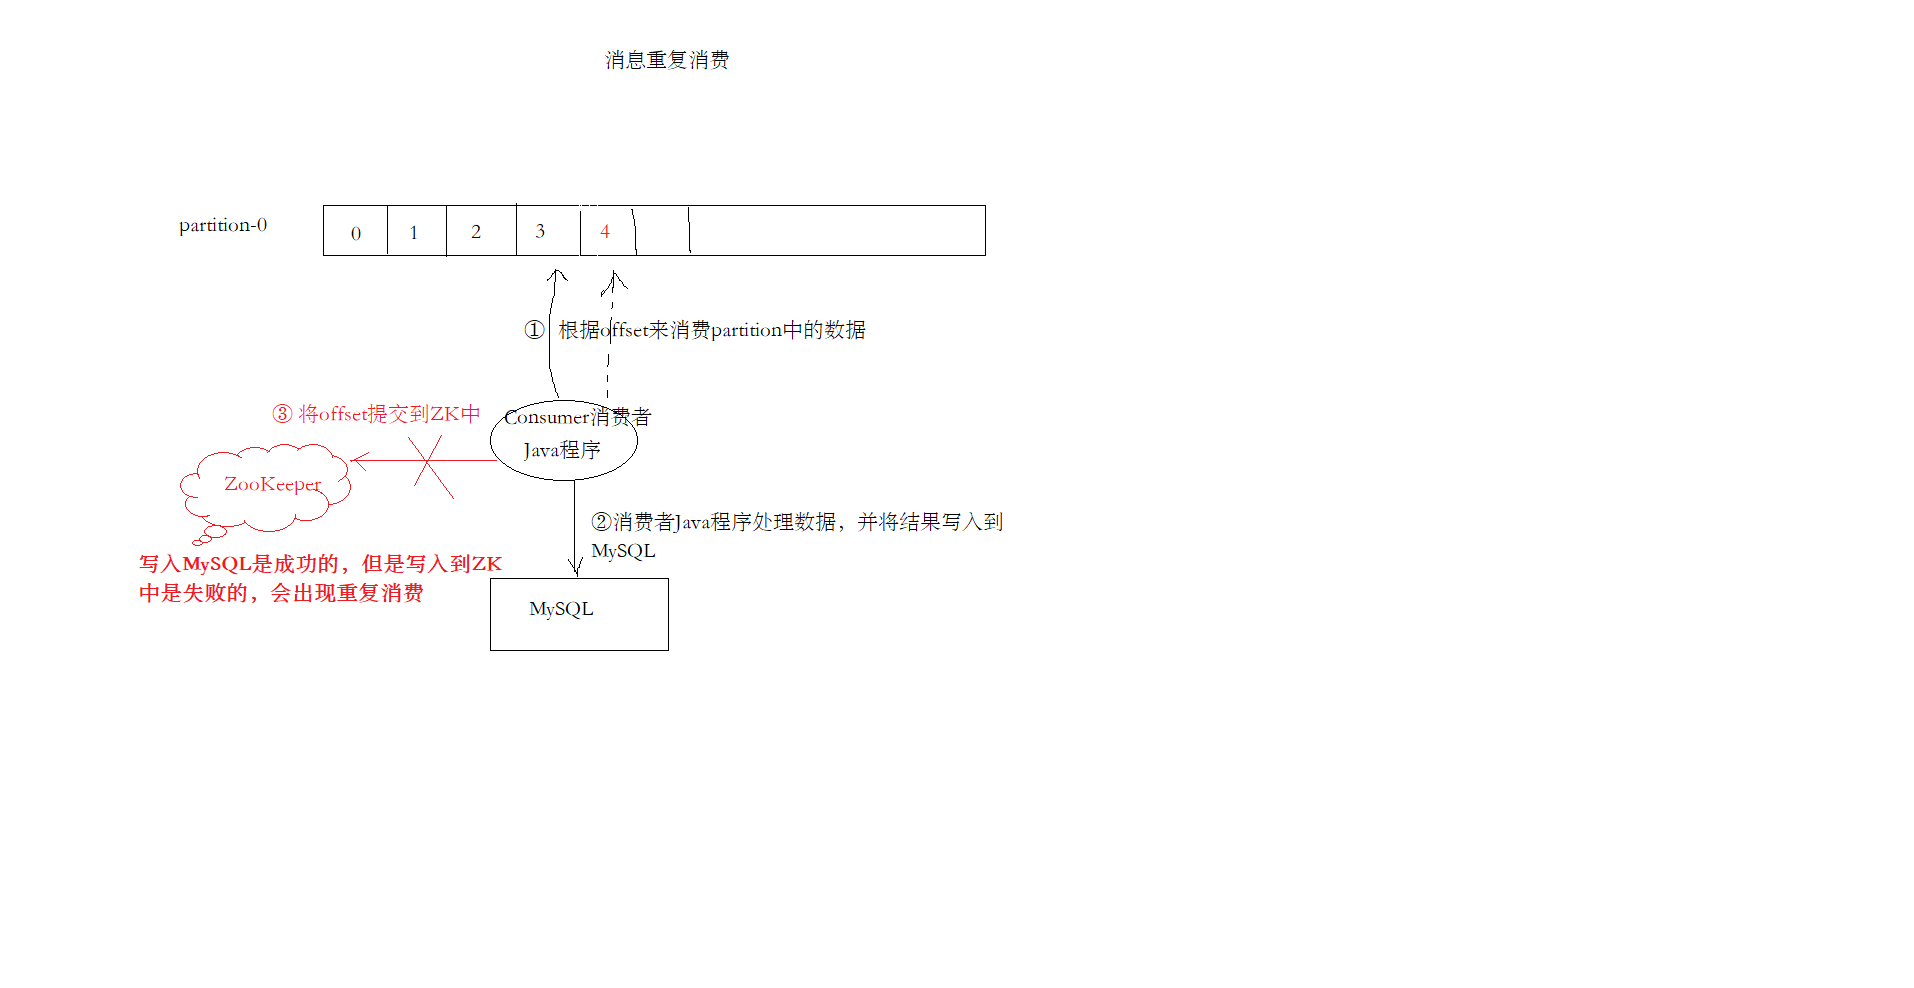 消息重复消费
partition-0
0 1 2 3 4
① 根据offset来消费partition中的数据
③ 将offset提交到ZK中
Consumer消费者
Java程序
ZooKeeper
②消费者Java程序处理数据，并将结果写入到
MySQL
写入MySQL是成功的，但是写入到ZK
中是失败的，会出现重复消费
MySQL